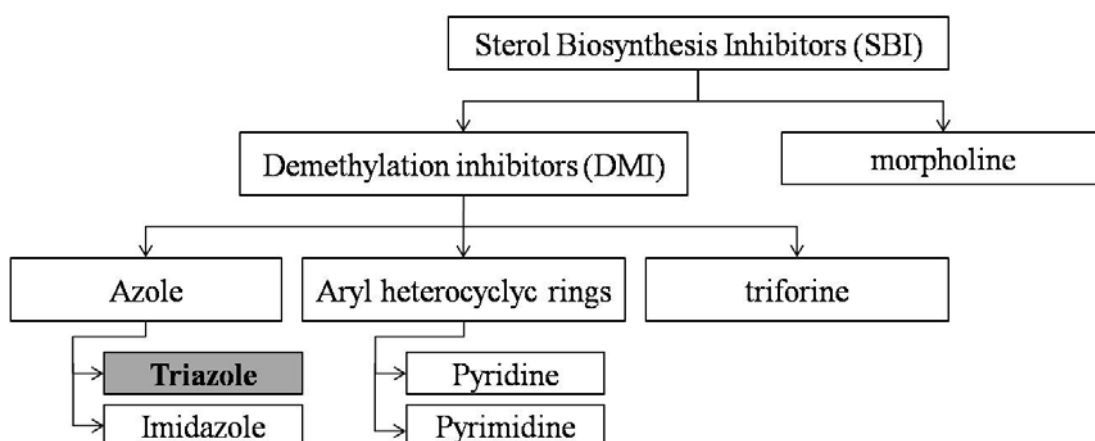 Sterol Biosynthesis Inhibitors (SBI)
Demethylation inhibitors (DMI)
morpholine
Azole
Aryl heterocyclyc rings
triforine
Triazole
Pyridine
Imidazole
Pyrimidine